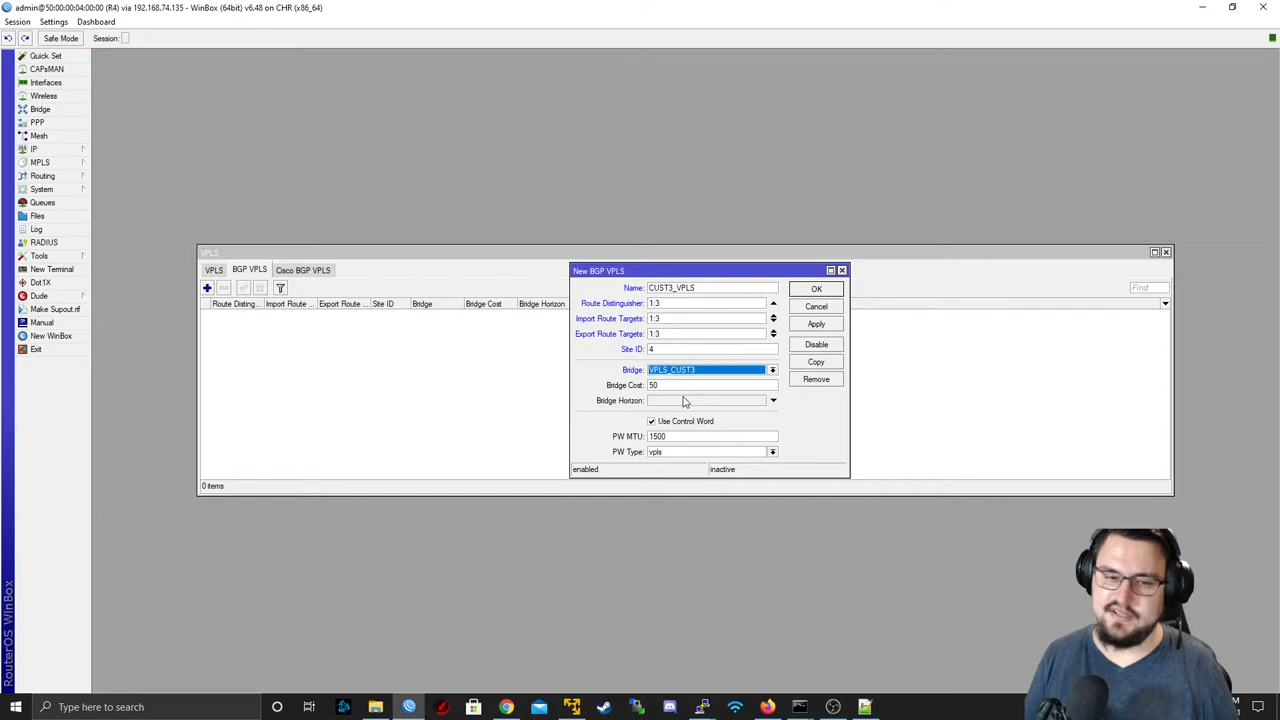 admin@50:00:00:04:00:00 (R4) via 192.168.74.135 - WinBox (64bit) v6.48 on CHR (x86_64)
Session Settings Dashboard
Safe Mode Session:
Quick Set
CAPsMAN
Interfaces
Wireless
Bridge
PPP
Mesh
IP
MPLS
Routing
System
Queues
Files
Log
RADIUS
Tools
New Terminal
Dot1X
Dude
Make Supout.rif
Manual
New WinBox
Exit
RouterOS WinBox
VPLS
VPLS BGP VPLS Cisco BGP VPLS
Find
Route Disting... Import Route ... Export Route ... Site ID Bridge Bridge Cost Bridge Horizon
0 items
New BGP VPLS
Name: CUST3_VPLS
Route Distinguisher: 1:3
Import Route Targets: 1:3
Export Route Targets: 1:3
Site ID: 4
Bridge: VPLS_CUST3
Bridge Cost: 50
Bridge Horizon:
Use Control Word
PW MTU: 1500
PW Type: vpls
enabled inactive
OK
Cancel
Apply
Disable
Copy
Remove
Type here to search